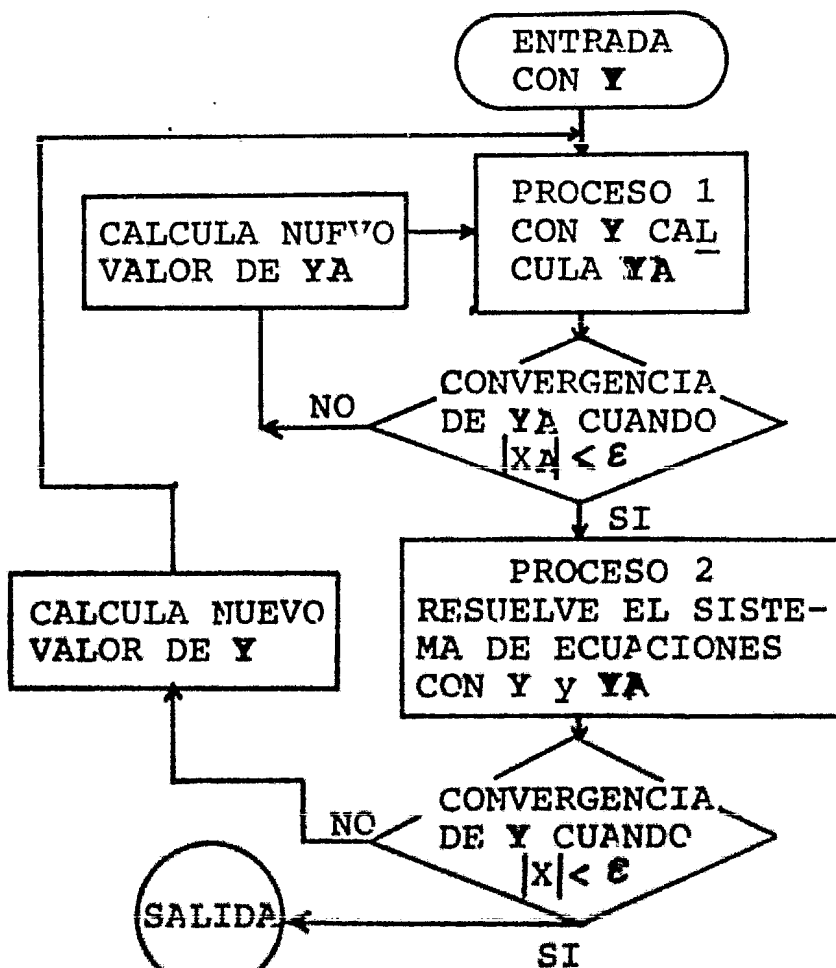 ENTRADA
CON Y
PROCESO 1
CON Y CAL
CULA YA
CALCULA NUEVO
VALOR DE YA
CONVERGENCIA
DE YA CUANDO
|XA| < ε
NO
SI
PROCESO 2
RESUELVE EL SISTE-
MA DE ECUACIONES
CON Y y YA
CALCULA NUEVO
VALOR DE Y
CONVERGENCIA
DE Y CUANDO
|X| < ε
NO
SALIDA
SI